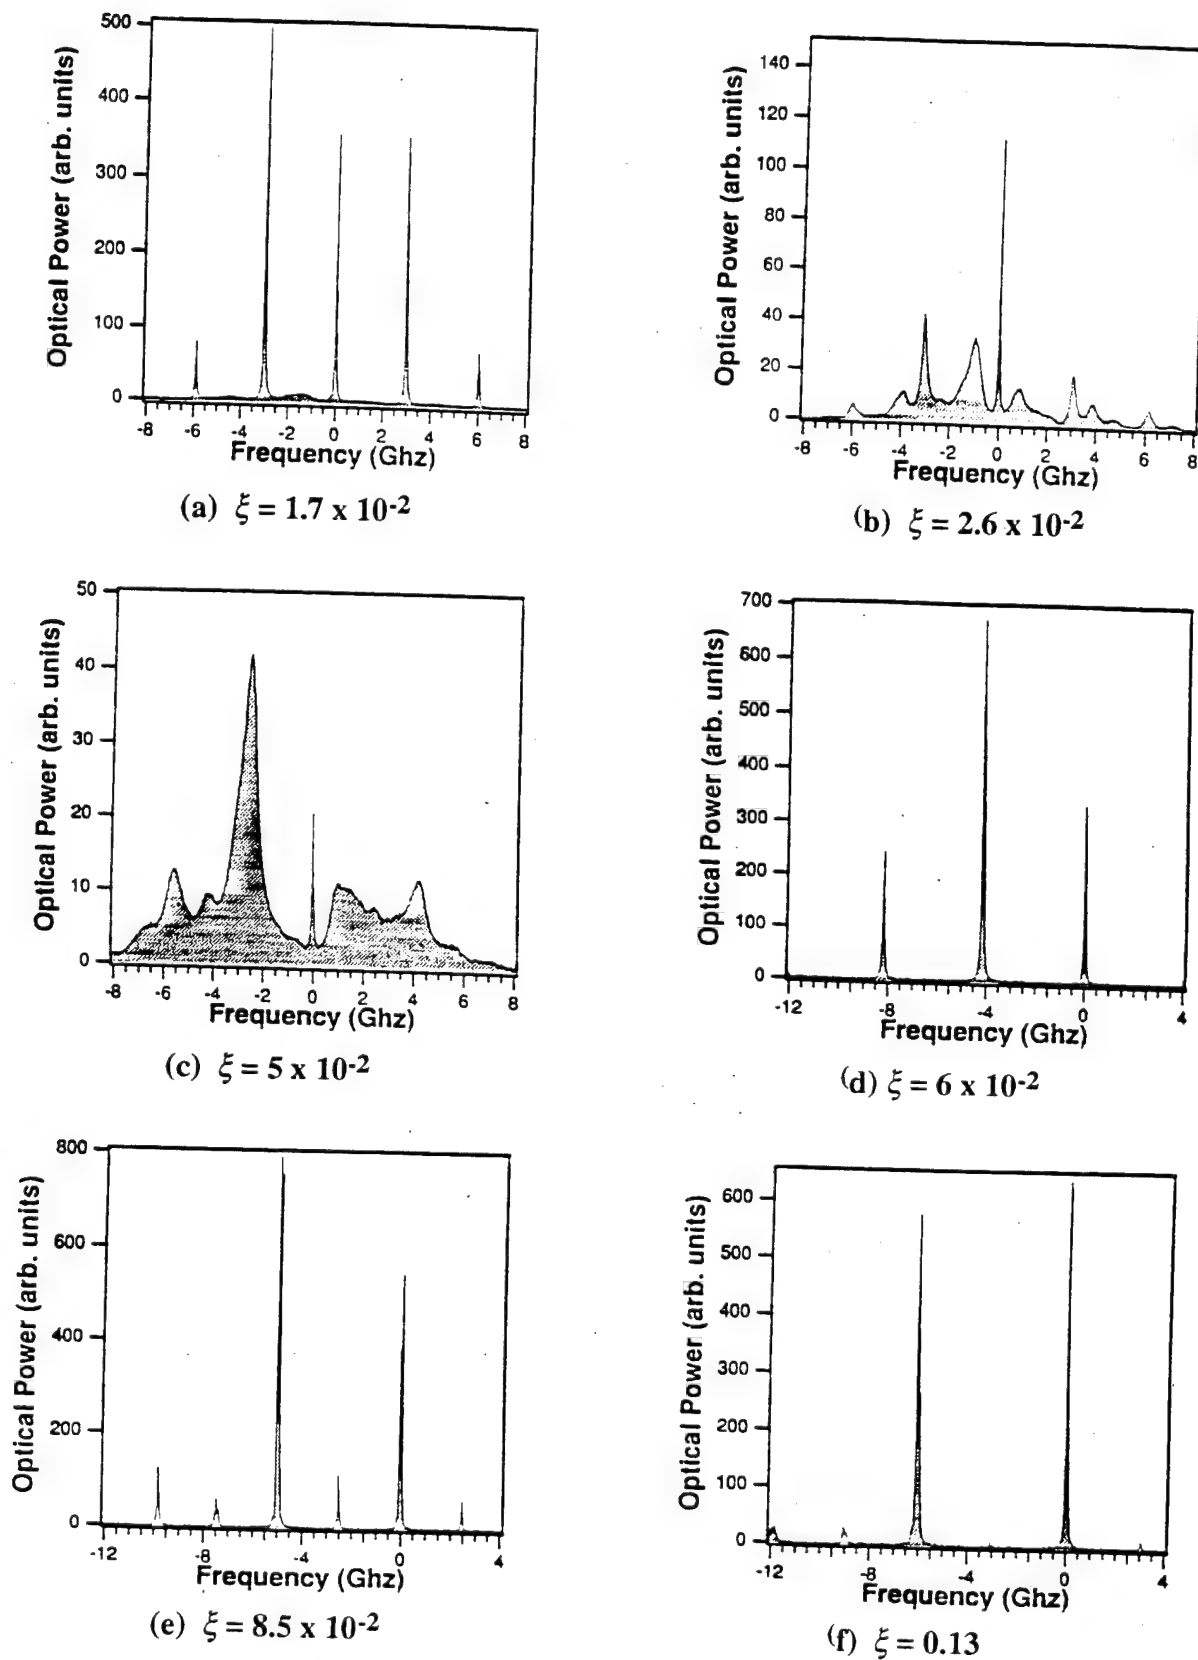 500
400
300
200
100
0
Optical Power (arb. units)
-8 -6 -4 -2 0 2 4 6 8
Frequency (Ghz)
(a) ξ = 1.7 x 10-2
140
120
100
80
60
40
20
0
Optical Power (arb. units)
-8 -6 -4 -2 0 2 4 6 8
Frequency (Ghz)
(b) ξ = 2.6 x 10-2
50
40
30
20
10
0
Optical Power (arb. units)
-8 -6 -4 -2 0 2 4 6 8
Frequency (Ghz)
(c) ξ = 5 x 10-2
700
600
500
400
300
200
100
0
Optical Power (arb. units)
-12 -8 -4 0 4
Frequency (Ghz)
(d) ξ = 6 x 10-2
800
600
400
200
0
Optical Power (arb. units)
-12 -8 -4 0 4
Frequency (Ghz)
(e) ξ = 8.5 x 10-2
600
500
400
300
200
100
0
Optical Power (arb. units)
-12 -8 -4 0 4
Frequency (Ghz)
(f) ξ = 0.13